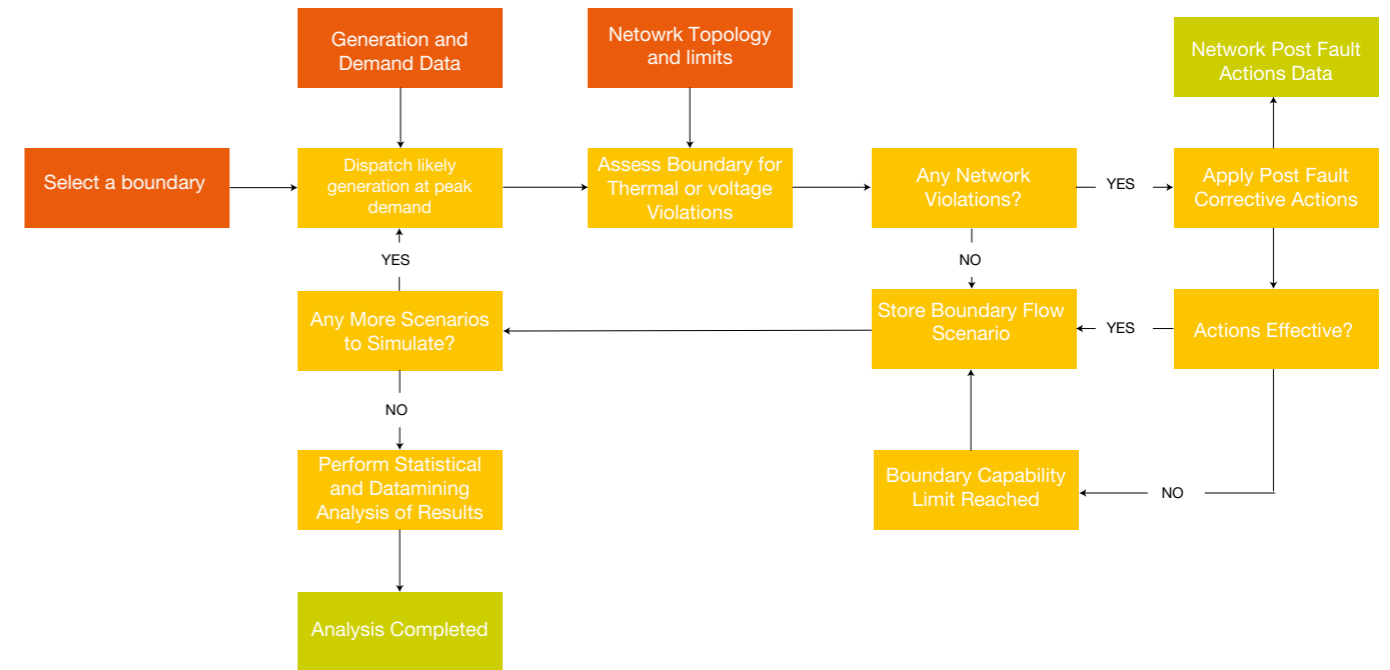 Generation and
Demand Data
Netowrk Topology
and limits
Network Post Fault
Actions Data
Select a boundary
Dispatch likely
generation at peak
demand
Assess Boundary for
Thermal or voltage
Violations
Any Network
Violations?
YES
Apply Post Fault
Corrective Actions
YES
NO
Any More Scenarios
to Simulate?
Store Boundary Flow
Scenario
YES
Actions Effective?
NO
Perform Statistical
and Datamining
Analysis of Results
Boundary Capability
Limit Reached
NO
Analysis Completed